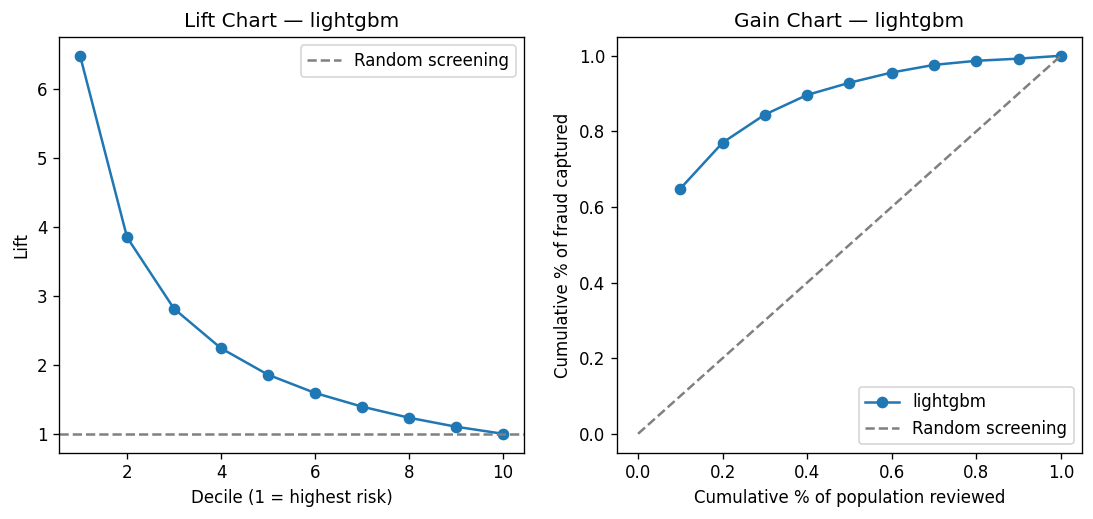 Lift Chart — lightgbm
Random screening
6
5
4
3
2
1
Lift
2
4
6
8
10
Decile (1 = highest risk)
Gain Chart — lightgbm
1.0
0.8
0.6
0.4
0.2
0.0
Cumulative % of fraud captured
lightgbm
Random screening
0.0
0.2
0.4
0.6
0.8
1.0
Cumulative % of population reviewed